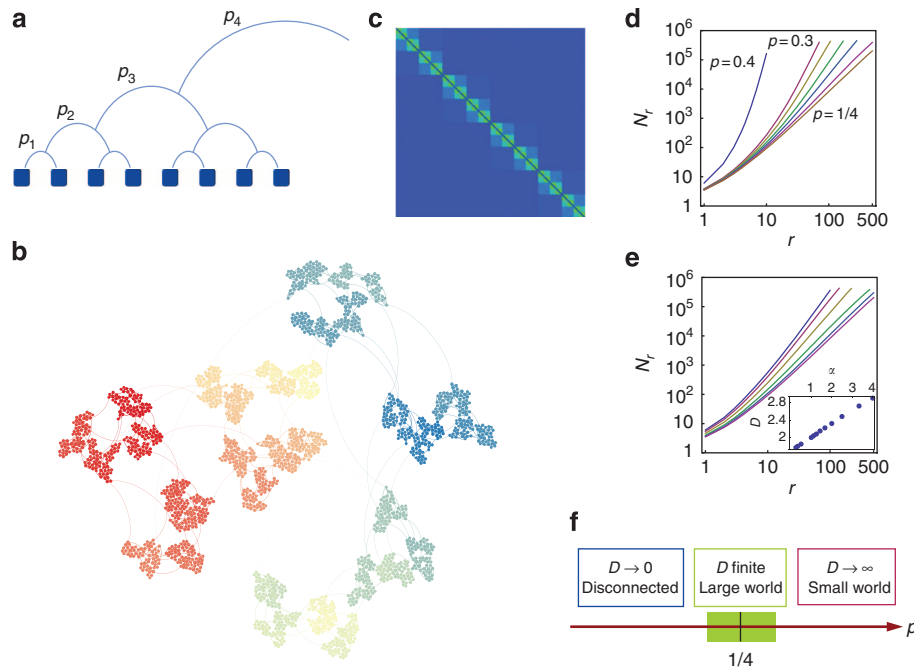 a
p1
p2
p3
p4
c
d
10^6
10^5
10^4
10^3
10^2
10
1
N_r
p = 0.4
p = 0.3
p = 1/4
1
10
100
500
r
b
e
10^6
10^5
10^4
10^3
10^2
10
1
N_r
α
1 2 3 4
2.8
2.4
2
D
1
10
100
500
r
f
D → 0
Disconnected
D finite
Large world
D → ∞
Small world
p
1/4